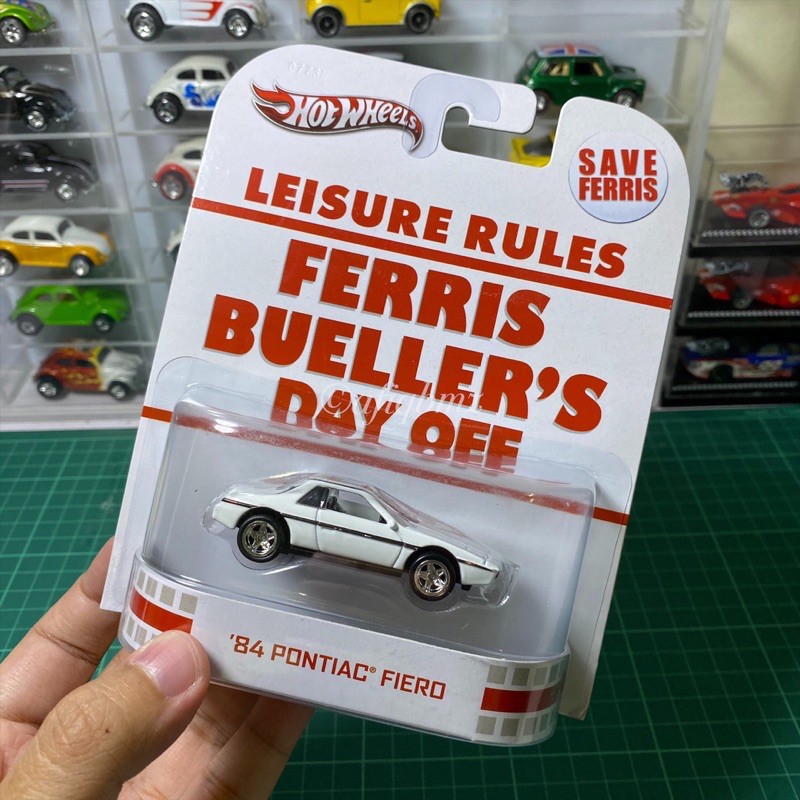 HOT WHEELS
SAVE
FERRIS
LEISURE RULES
FERRIS
BUELLER'S
DAY OFF
'84 PONTIAC® FIERO